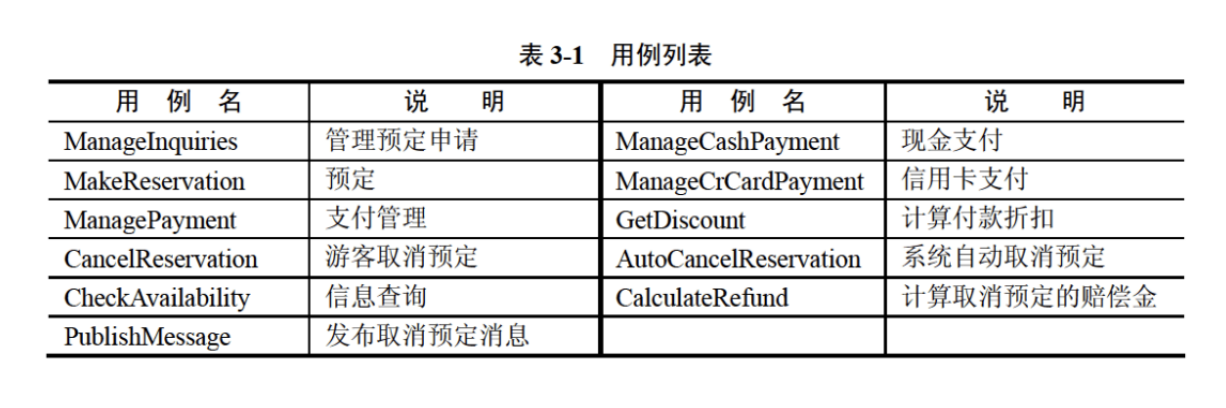 表 3-1 用例列表
用 例 名 说 明 用 例 名 说 明
ManageInquiries 管理预定申请 ManageCashPayment 现金支付
MakeReservation 预定 ManageCrCardPayment 信用卡支付
ManagePayment 支付管理 GetDiscount 计算付款折扣
CancelReservation 游客取消预定 AutoCancelReservation 系统自动取消预定
CheckAvailability 信息查询 CalculateRefund 计算取消预定的赔偿金
PublishMessage 发布取消预定消息